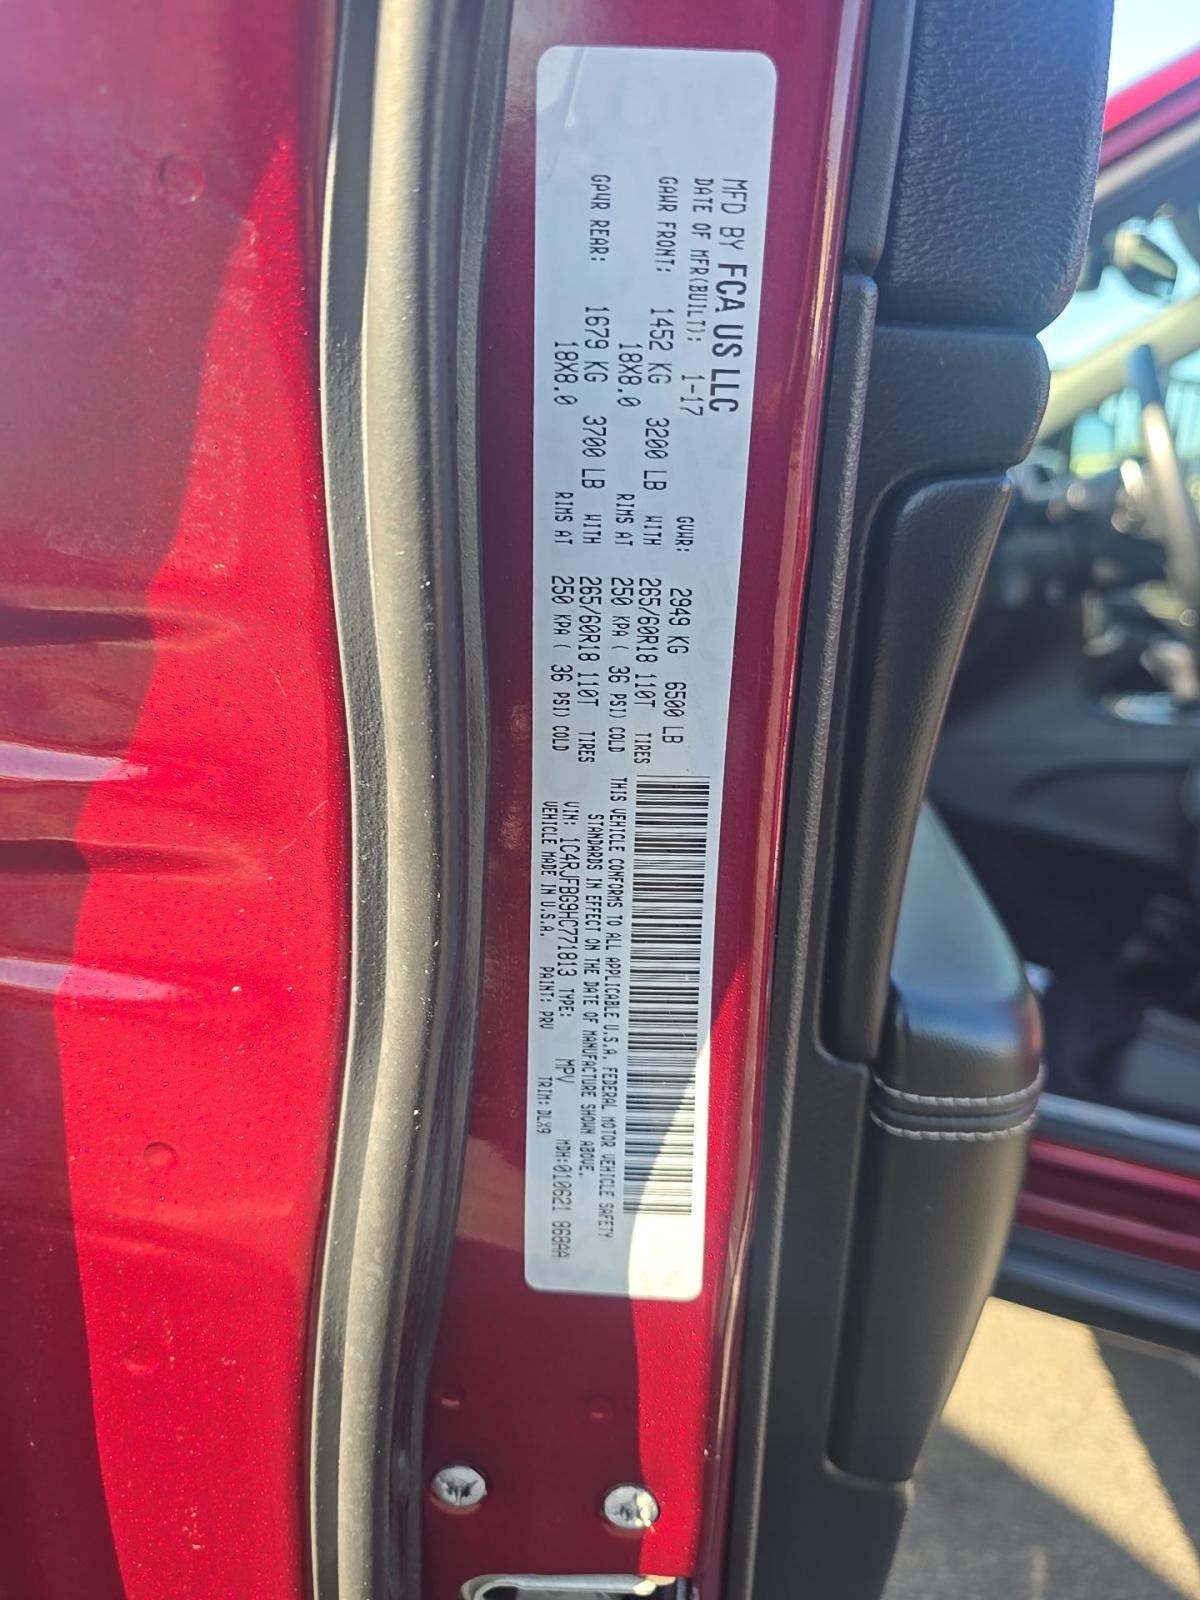 MFD BY FCA US LLC
DATE OF MFR(BUILT): 1-17 GVWR: 2949 KG 6500 LB
GAWR FRONT: 1452 KG 3200 LB WITH 265/60R18 110T TIRES
18X8.0 RIMS AT 250 KPA ( 36 PSI) COLD
GAWR REAR: 1679 KG 3700 LB WITH 265/60R18 110T TIRES
18X8.0 RIMS AT 250 KPA ( 36 PSI) COLD
THIS VEHICLE CONFORMS TO ALL APPLICABLE U.S.A. FEDERAL MOTOR VEHICLE SAFETY
STANDARDS IN EFFECT ON THE DATE OF MANUFACTURE SHOWN ABOVE.
VIN: 1C4RJFBG9HC771813 TYPE: MPV MDH:010621 868AA
VEHICLE MADE IN U.S.A. PAINT: PRV TRIM: DLX9